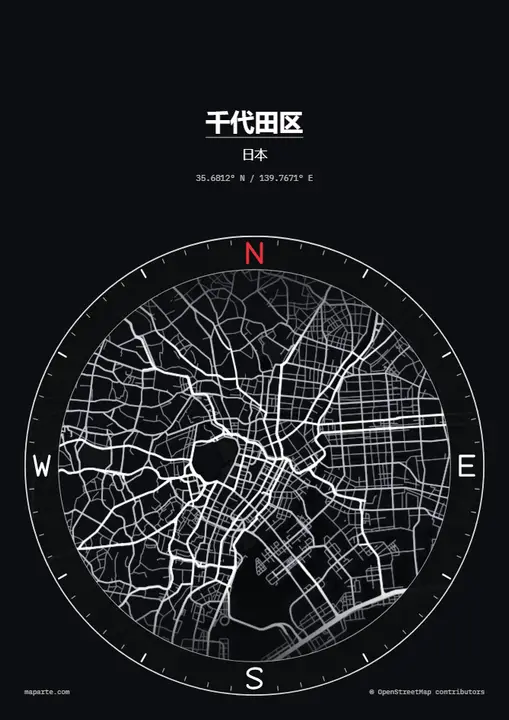 千代田区
日本
35.6812° N / 139.7671° E
N
W
E
S
maparte.com
© OpenStreetMap contributors